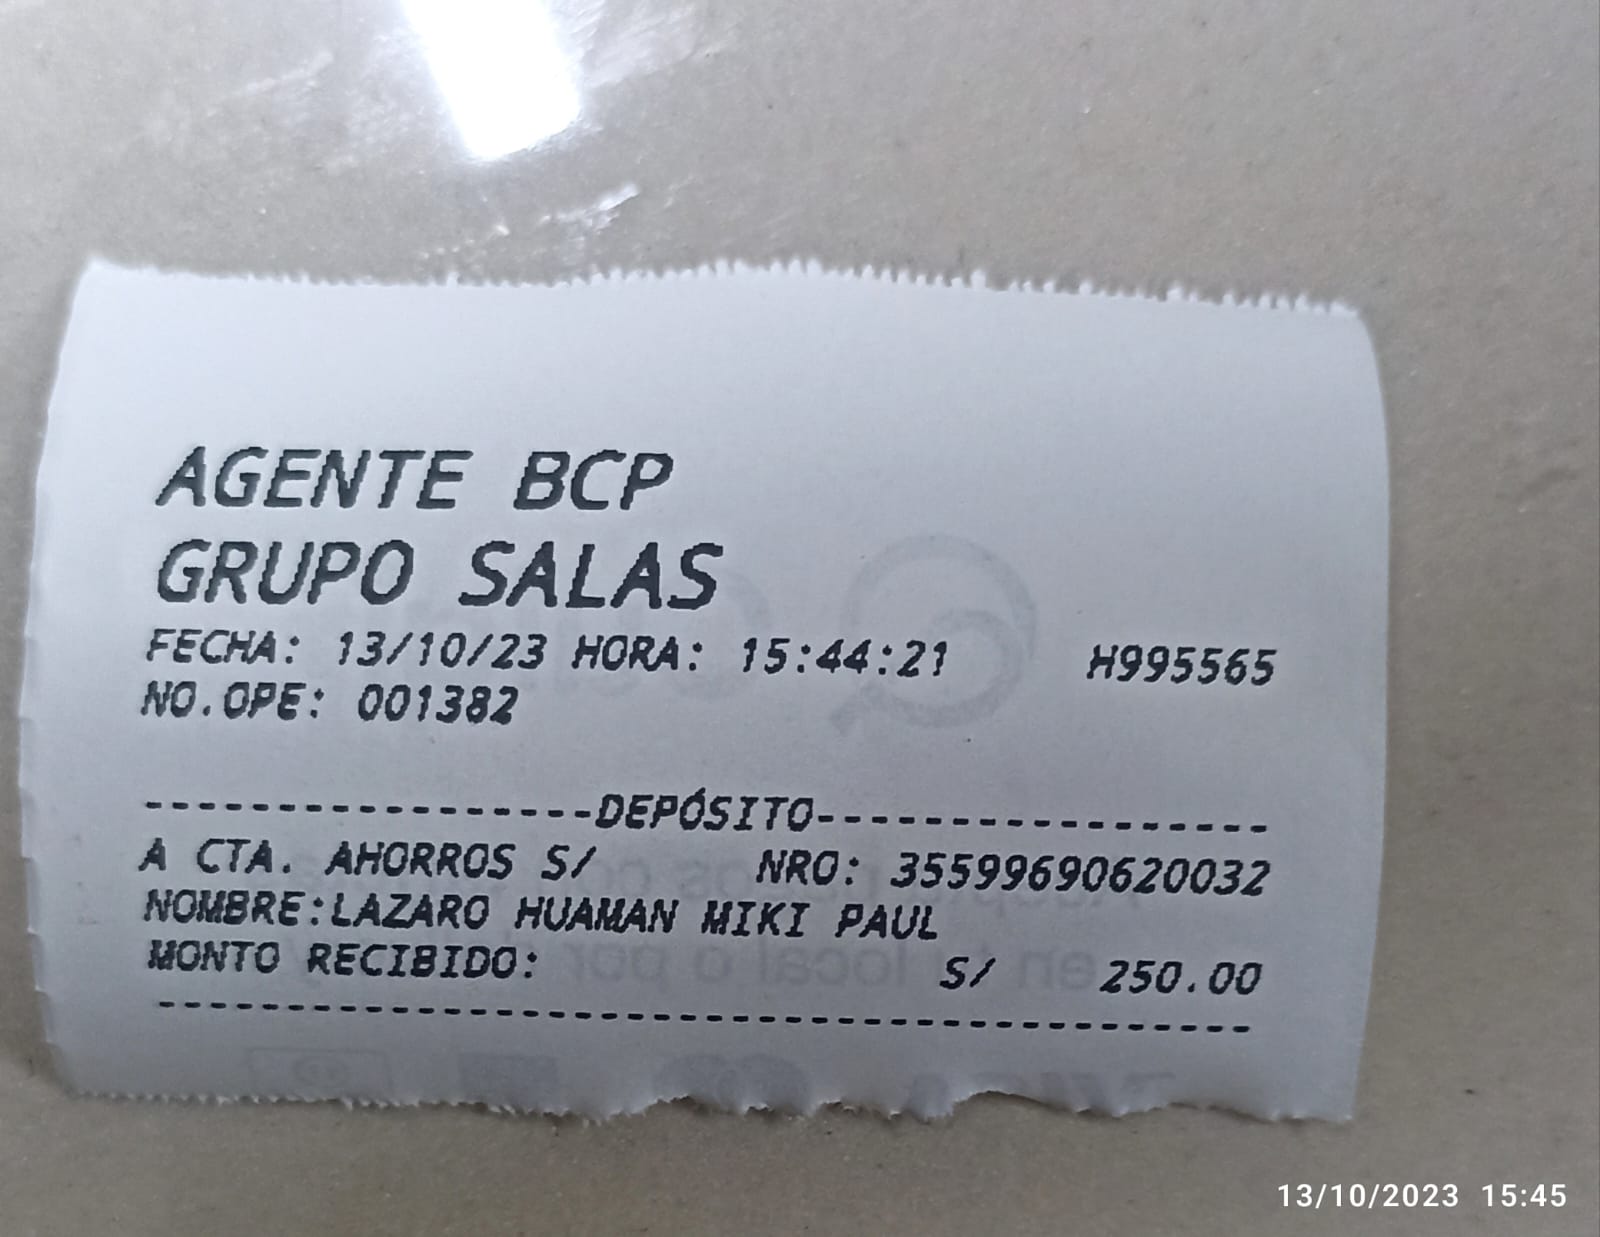 AGENTE BCP
GRUPO SALAS
FECHA: 13/10/23 HORA: 15:44:21 H995565
NO.OPE: 001382
-----------------DEPÓSITO-----------------
A CTA. AHORROS S/ NRO: 35599690620032
NOMBRE:LAZARO HUAMAN MIKI PAUL
MONTO RECIBIDO: S/ 250.00
-----------------------------------------
13/10/2023 15:45